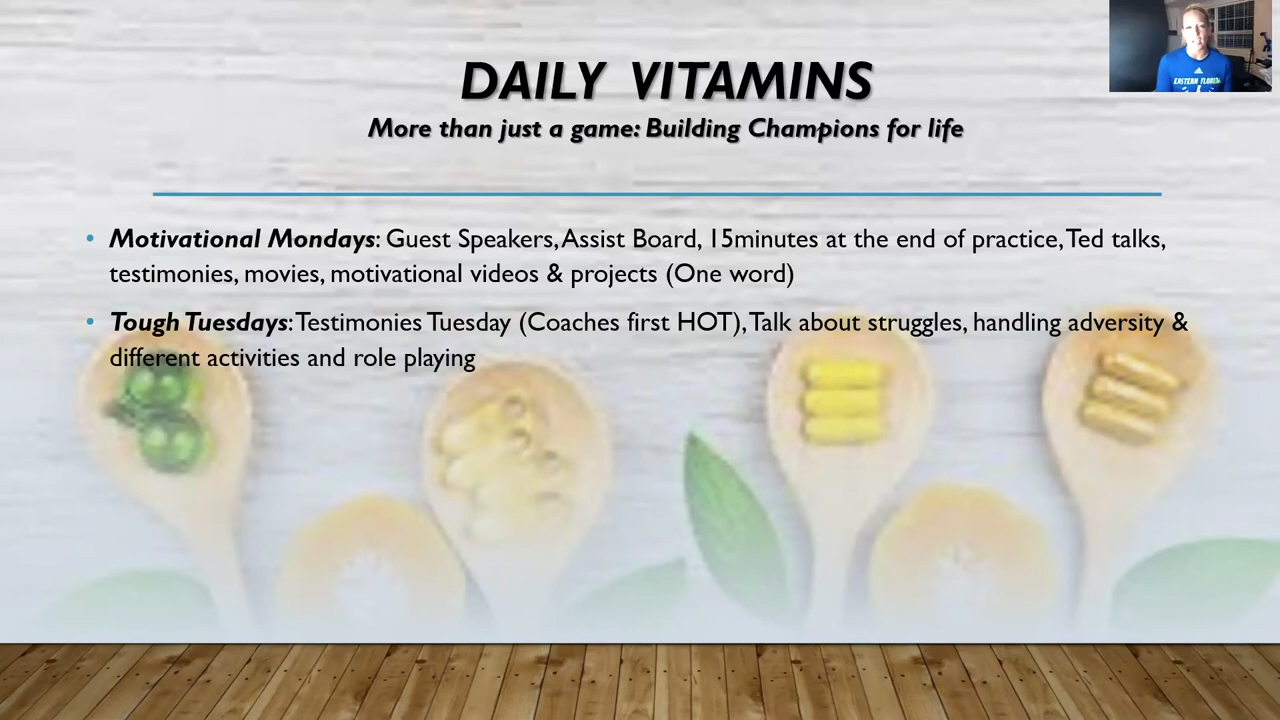 DAILY VITAMINS
More than just a game: Building Champions for life
• Motivational Mondays: Guest Speakers, Assist Board, 15minutes at the end of practice, Ted talks,
testimonies, movies, motivational videos & projects (One word)
• Tough Tuesdays: Testimonies Tuesday (Coaches first HOT), Talk about struggles, handling adversity &
different activities and role playing
EASTERN FLORIDA